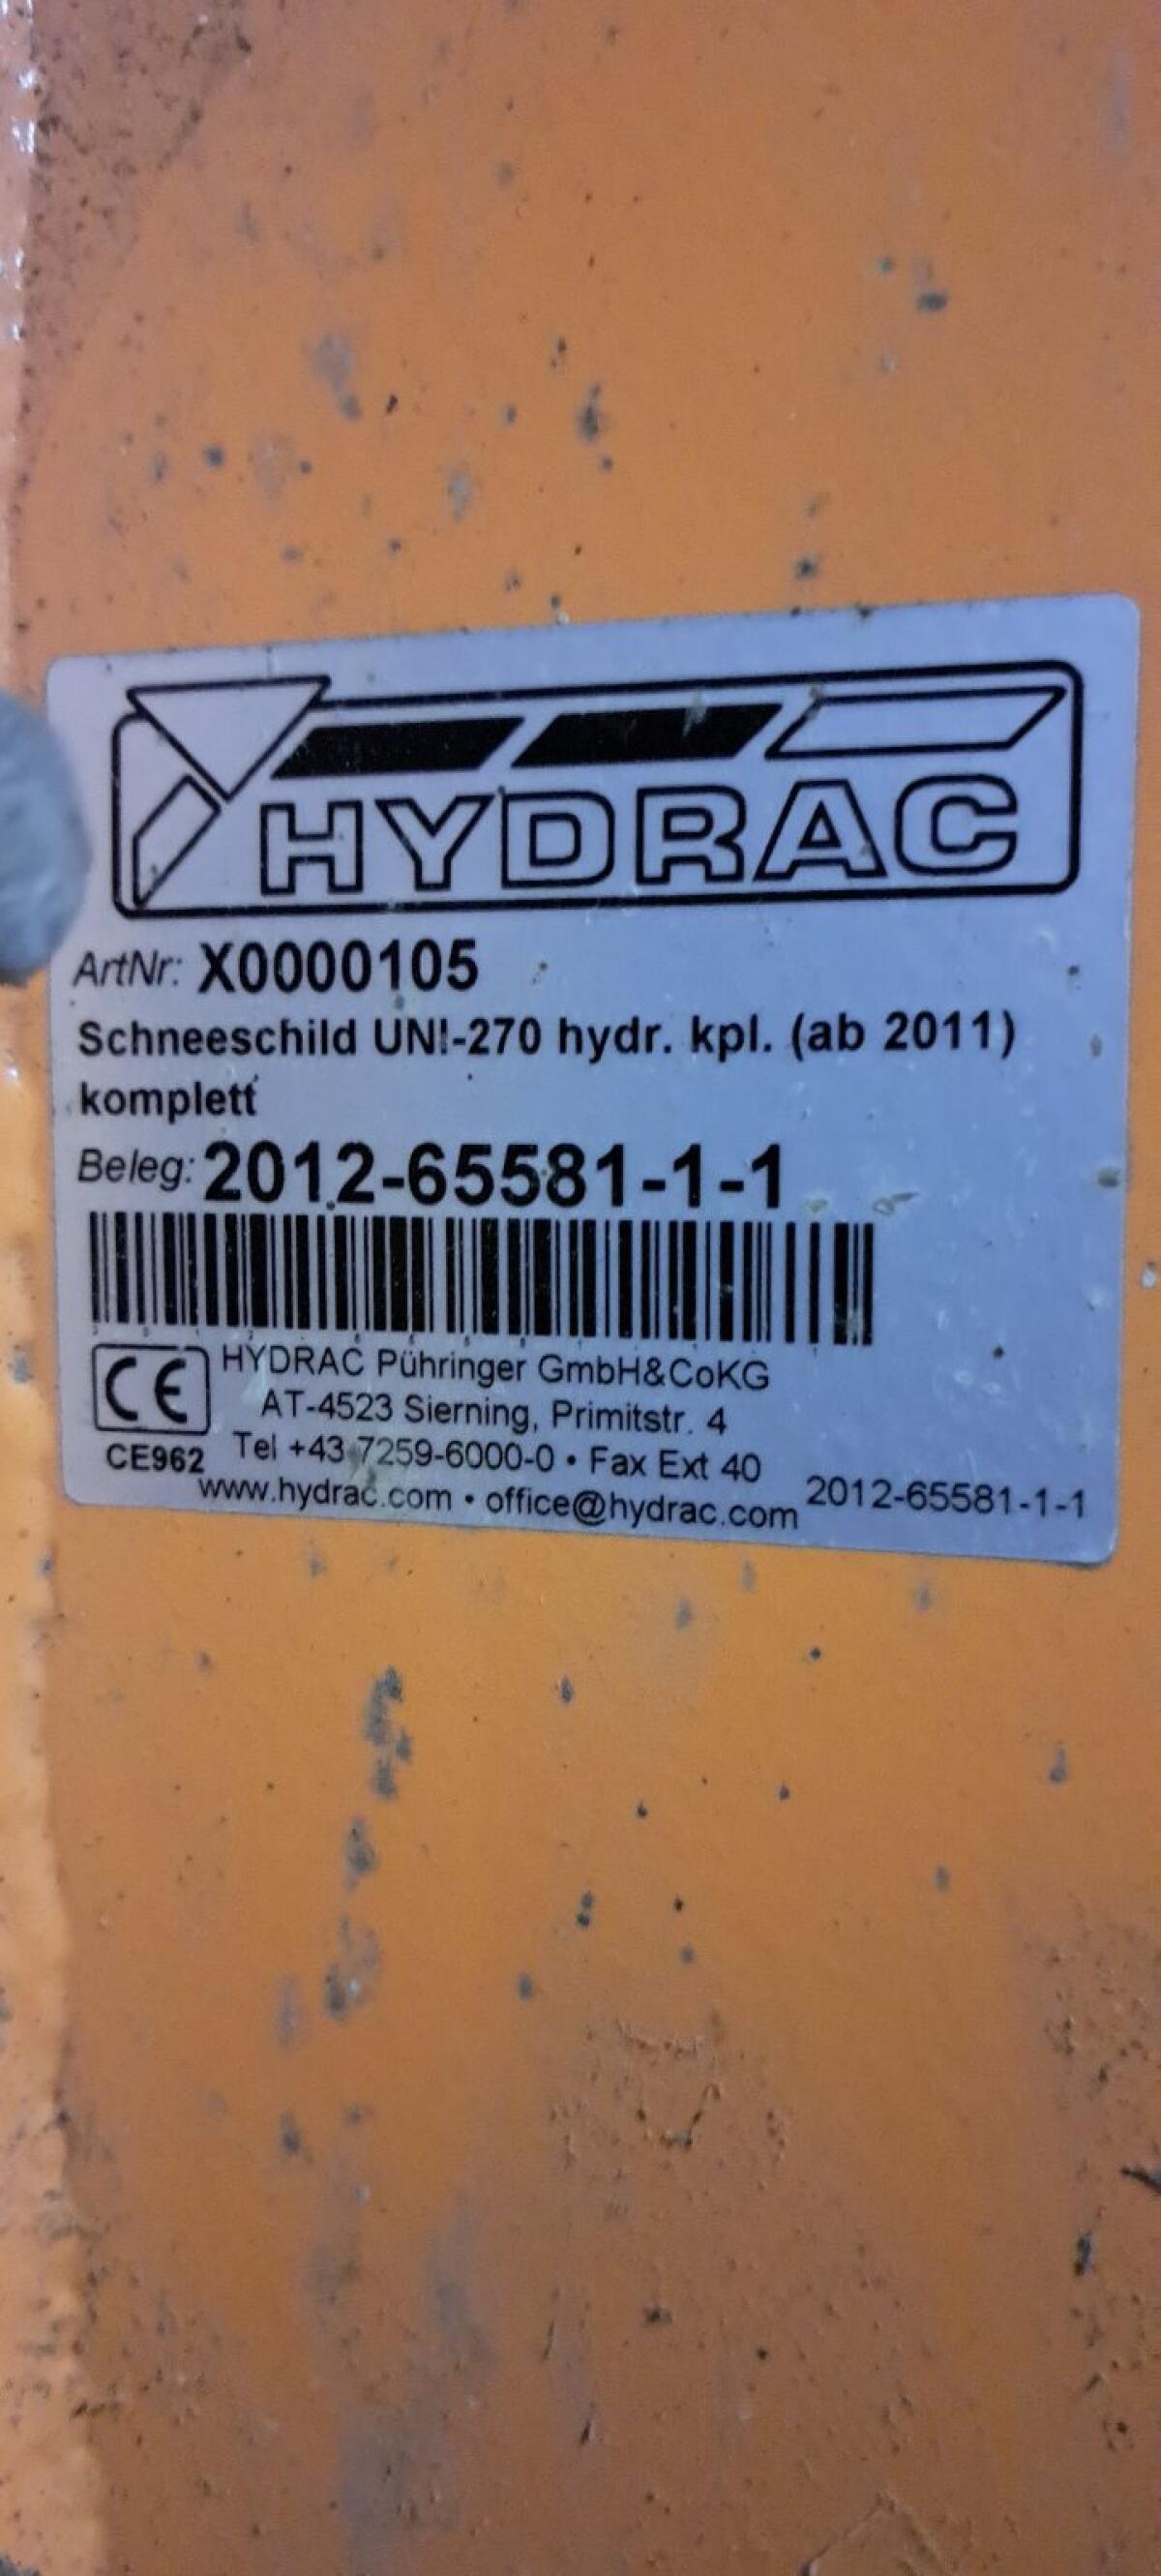 HYDRAC
ArtNr: X0000105
Schneeschild UNI-270 hydr. kpl. (ab 2011)
komplett
Beleg: 2012-65581-1-1
CE
HYDRAC Pühringer GmbH&CoKG
AT-4523 Sierning, Primitstr. 4
CE962 Tel +43 7259-6000-0 • Fax Ext 40
www.hydrac.com • office@hydrac.com 2012-65581-1-1